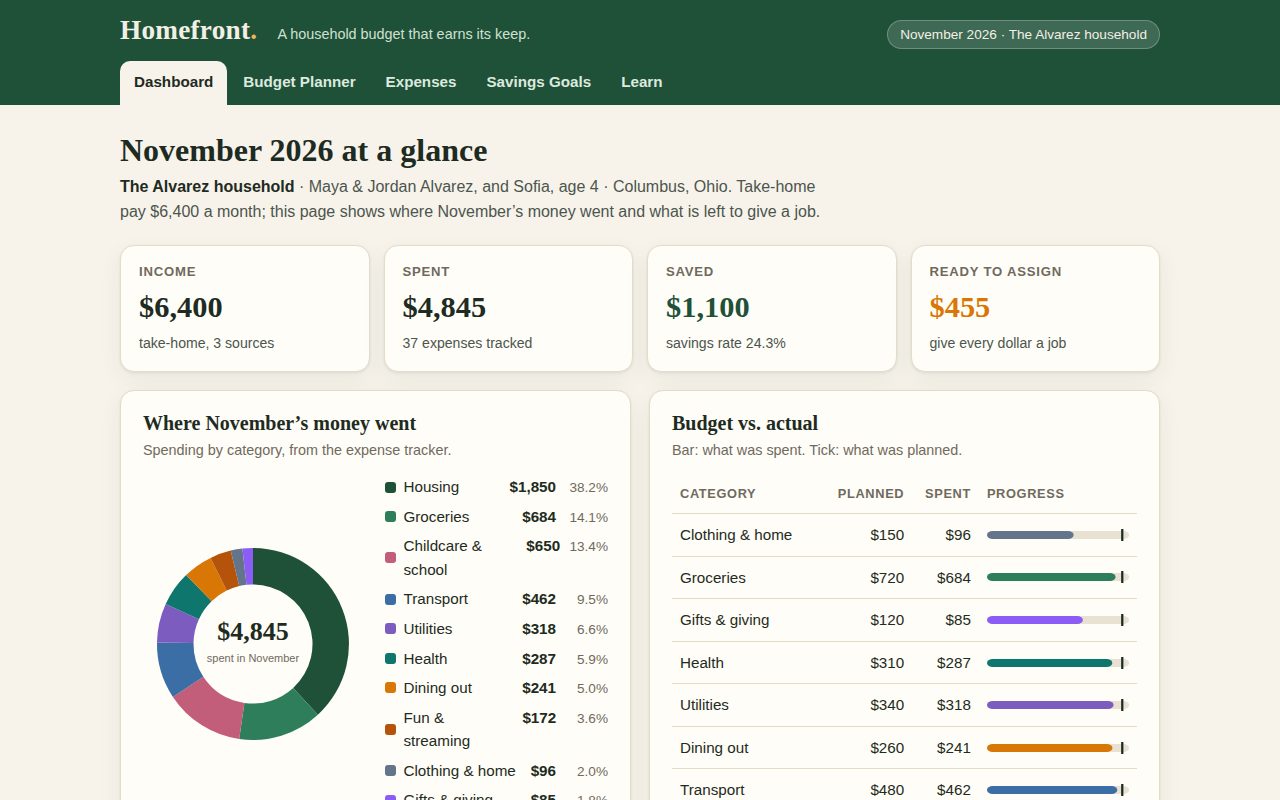 Homefront.
A household budget that earns its keep.
November 2026 · The Alvarez household
Dashboard
Budget Planner
Expenses
Savings Goals
Learn
November 2026 at a glance
The Alvarez household · Maya & Jordan Alvarez, and Sofia, age 4 · Columbus, Ohio. Take-home
pay $6,400 a month; this page shows where November’s money went and what is left to give a job.
INCOME
$6,400
take-home, 3 sources
SPENT
$4,845
37 expenses tracked
SAVED
$1,100
savings rate 24.3%
READY TO ASSIGN
$455
give every dollar a job
Where November’s money went
Spending by category, from the expense tracker.
$4,845
spent in November
Housing $1,850 38.2%
Groceries $684 14.1%
Childcare & $650 13.4%
school
Transport $462 9.5%
Utilities $318 6.6%
Health $287 5.9%
Dining out $241 5.0%
Fun & $172 3.6%
streaming
Clothing & home $96 2.0%
Gifts & giving $85 1.8%
Budget vs. actual
Bar: what was spent. Tick: what was planned.
CATEGORY PLANNED SPENT PROGRESS
Clothing & home $150 $96
Groceries $720 $684
Gifts & giving $120 $85
Health $310 $287
Utilities $340 $318
Dining out $260 $241
Transport $480 $462